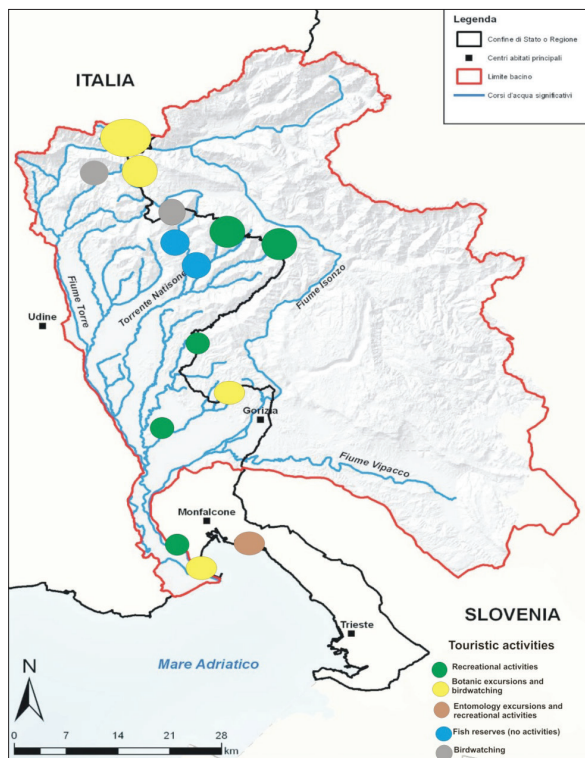 Legenda
Confine di Stato o Regione
Centri abitati principali
Limite bacino
Corsi d'acqua significativi
ITALIA
Fiume Torre
Torrente Natisone
Fiume Isonzo
Udine
Gorizia
Fiume Vipacco
Monfalcone
Trieste
SLOVENIA
Mare Adriatico
Touristic activities
Recreational activities
Botanic excursions and
birdwatching
Entomology excursions and
recreational activities
Fish reserves (no activities)
Birdwatching
N
0 7 14 21 28
km